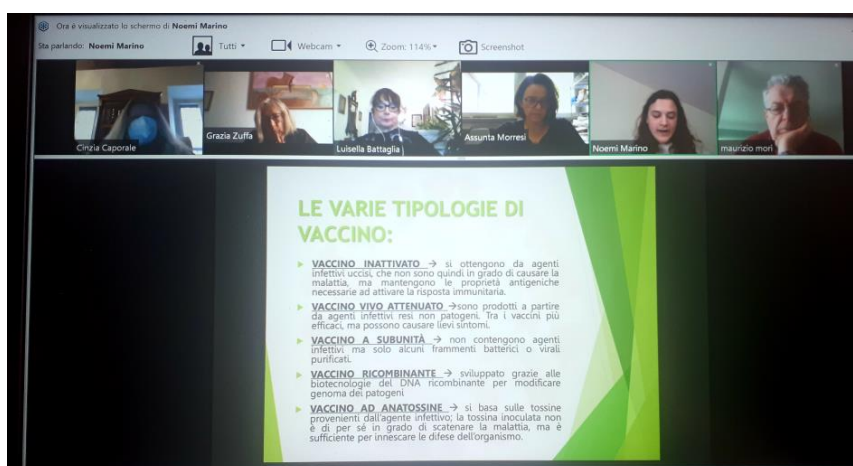 Ora è visualizzato lo schermo di Noemi Marino
Sta parlando: Noemi Marino Tutti Webcam Zoom: 114% Screenshot
Cinzia Caporale
Grazia Zuffa
Luisella Battaglia
Assunta Morresi
Noemi Marino
maurizio mori
LE VARIE TIPOLOGIE DI
VACCINO:
VACCINO INATTIVATO → si ottengono da agenti
infettivi uccisi, che non sono quindi in grado di causare la
malattia, ma mantengono le proprietà antigeniche
necessarie ad attivare la risposta immunitaria.
VACCINO VIVO ATTENUATO →sono prodotti a partire
da agenti infettivi resi non patogeni. Tra i vaccini più
efficaci, ma possono causare lievi sintomi.
VACCINO A SUBUNITÀ → non contengono agenti
infettivi ma solo alcuni frammenti batterici o virali
purificati.
VACCINO RICOMBINANTE → sviluppato grazie alle
biotecnologie del DNA ricombinante per modificare
genoma dei patogeni
VACCINO AD ANATOSSINE → si basa sulle tossine
provenienti dall'agente infettivo; la tossina inoculata non
è di per sé in grado di scatenare la malattia, ma è
sufficiente per innescare le difese dell'organismo.